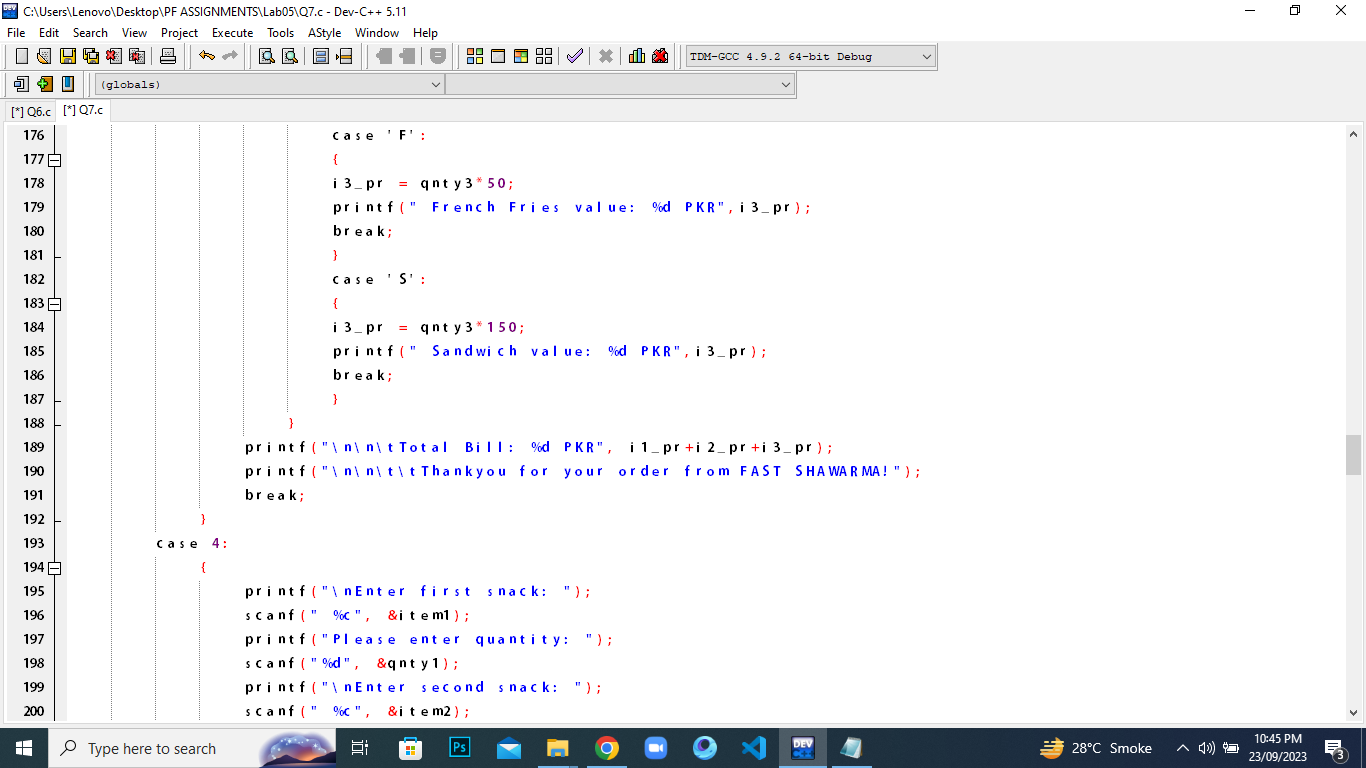 C:\Users\Lenovo\Desktop\PF ASSIGNMENTS\Lab05\Q7.c - Dev-C++ 5.11
File Edit Search View Project Execute Tools AStyle Window Help
TDM-GCC 4.9.2 64-bit Debug
(globals)
[*] Q6.c [*] Q7.c
176 case 'F':
177 {
178 i3_pr = qnty3*50;
179 printf(" French Fries value: %d PKR",i3_pr);
180 break;
181 }
182 case 'S':
183 {
184 i3_pr = qnty3*150;
185 printf(" Sandwich value: %d PKR",i3_pr);
186 break;
187 }
188 }
189 printf("\n\n\tTotal Bill: %d PKR", i1_pr+i2_pr+i3_pr);
190 printf("\n\n\t\tThankyou for your order from FAST SHAWARMA!");
191 break;
192 }
193 case 4:
194 {
195 printf("\nEnter first snack: ");
196 scanf(" %c", &item1);
197 printf("Please enter quantity: ");
198 scanf("%d", &qnty1);
199 printf("\nEnter second snack: ");
200 scanf(" %c", &item2);
Type here to search
Ps
DEV
28°C Smoke
10:45 PM
23/09/2023
3